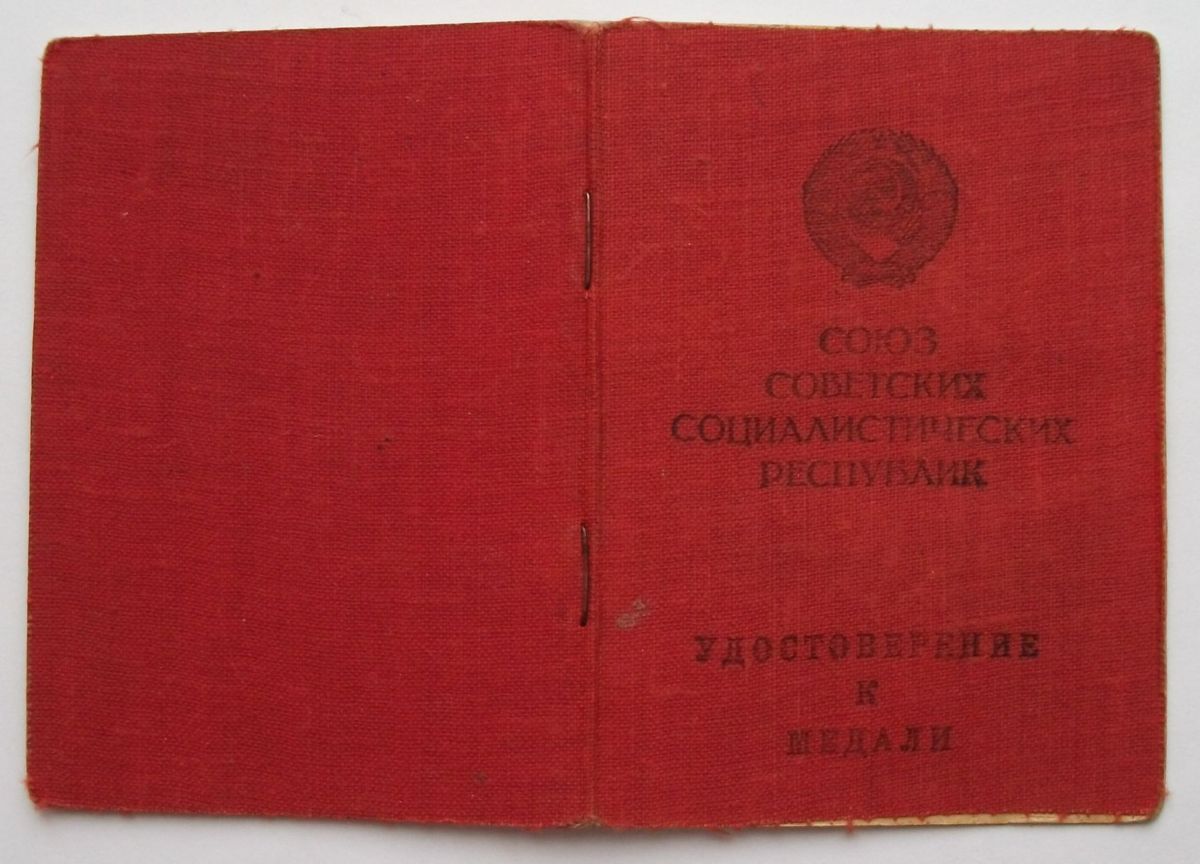 СОЮЗ
СОВЕТСКИХ
СОЦИАЛИСТИЧЕСКИХ
РЕСПУБЛИК
УДОСТОВЕРЕНИЕ
К
МЕДАЛИ